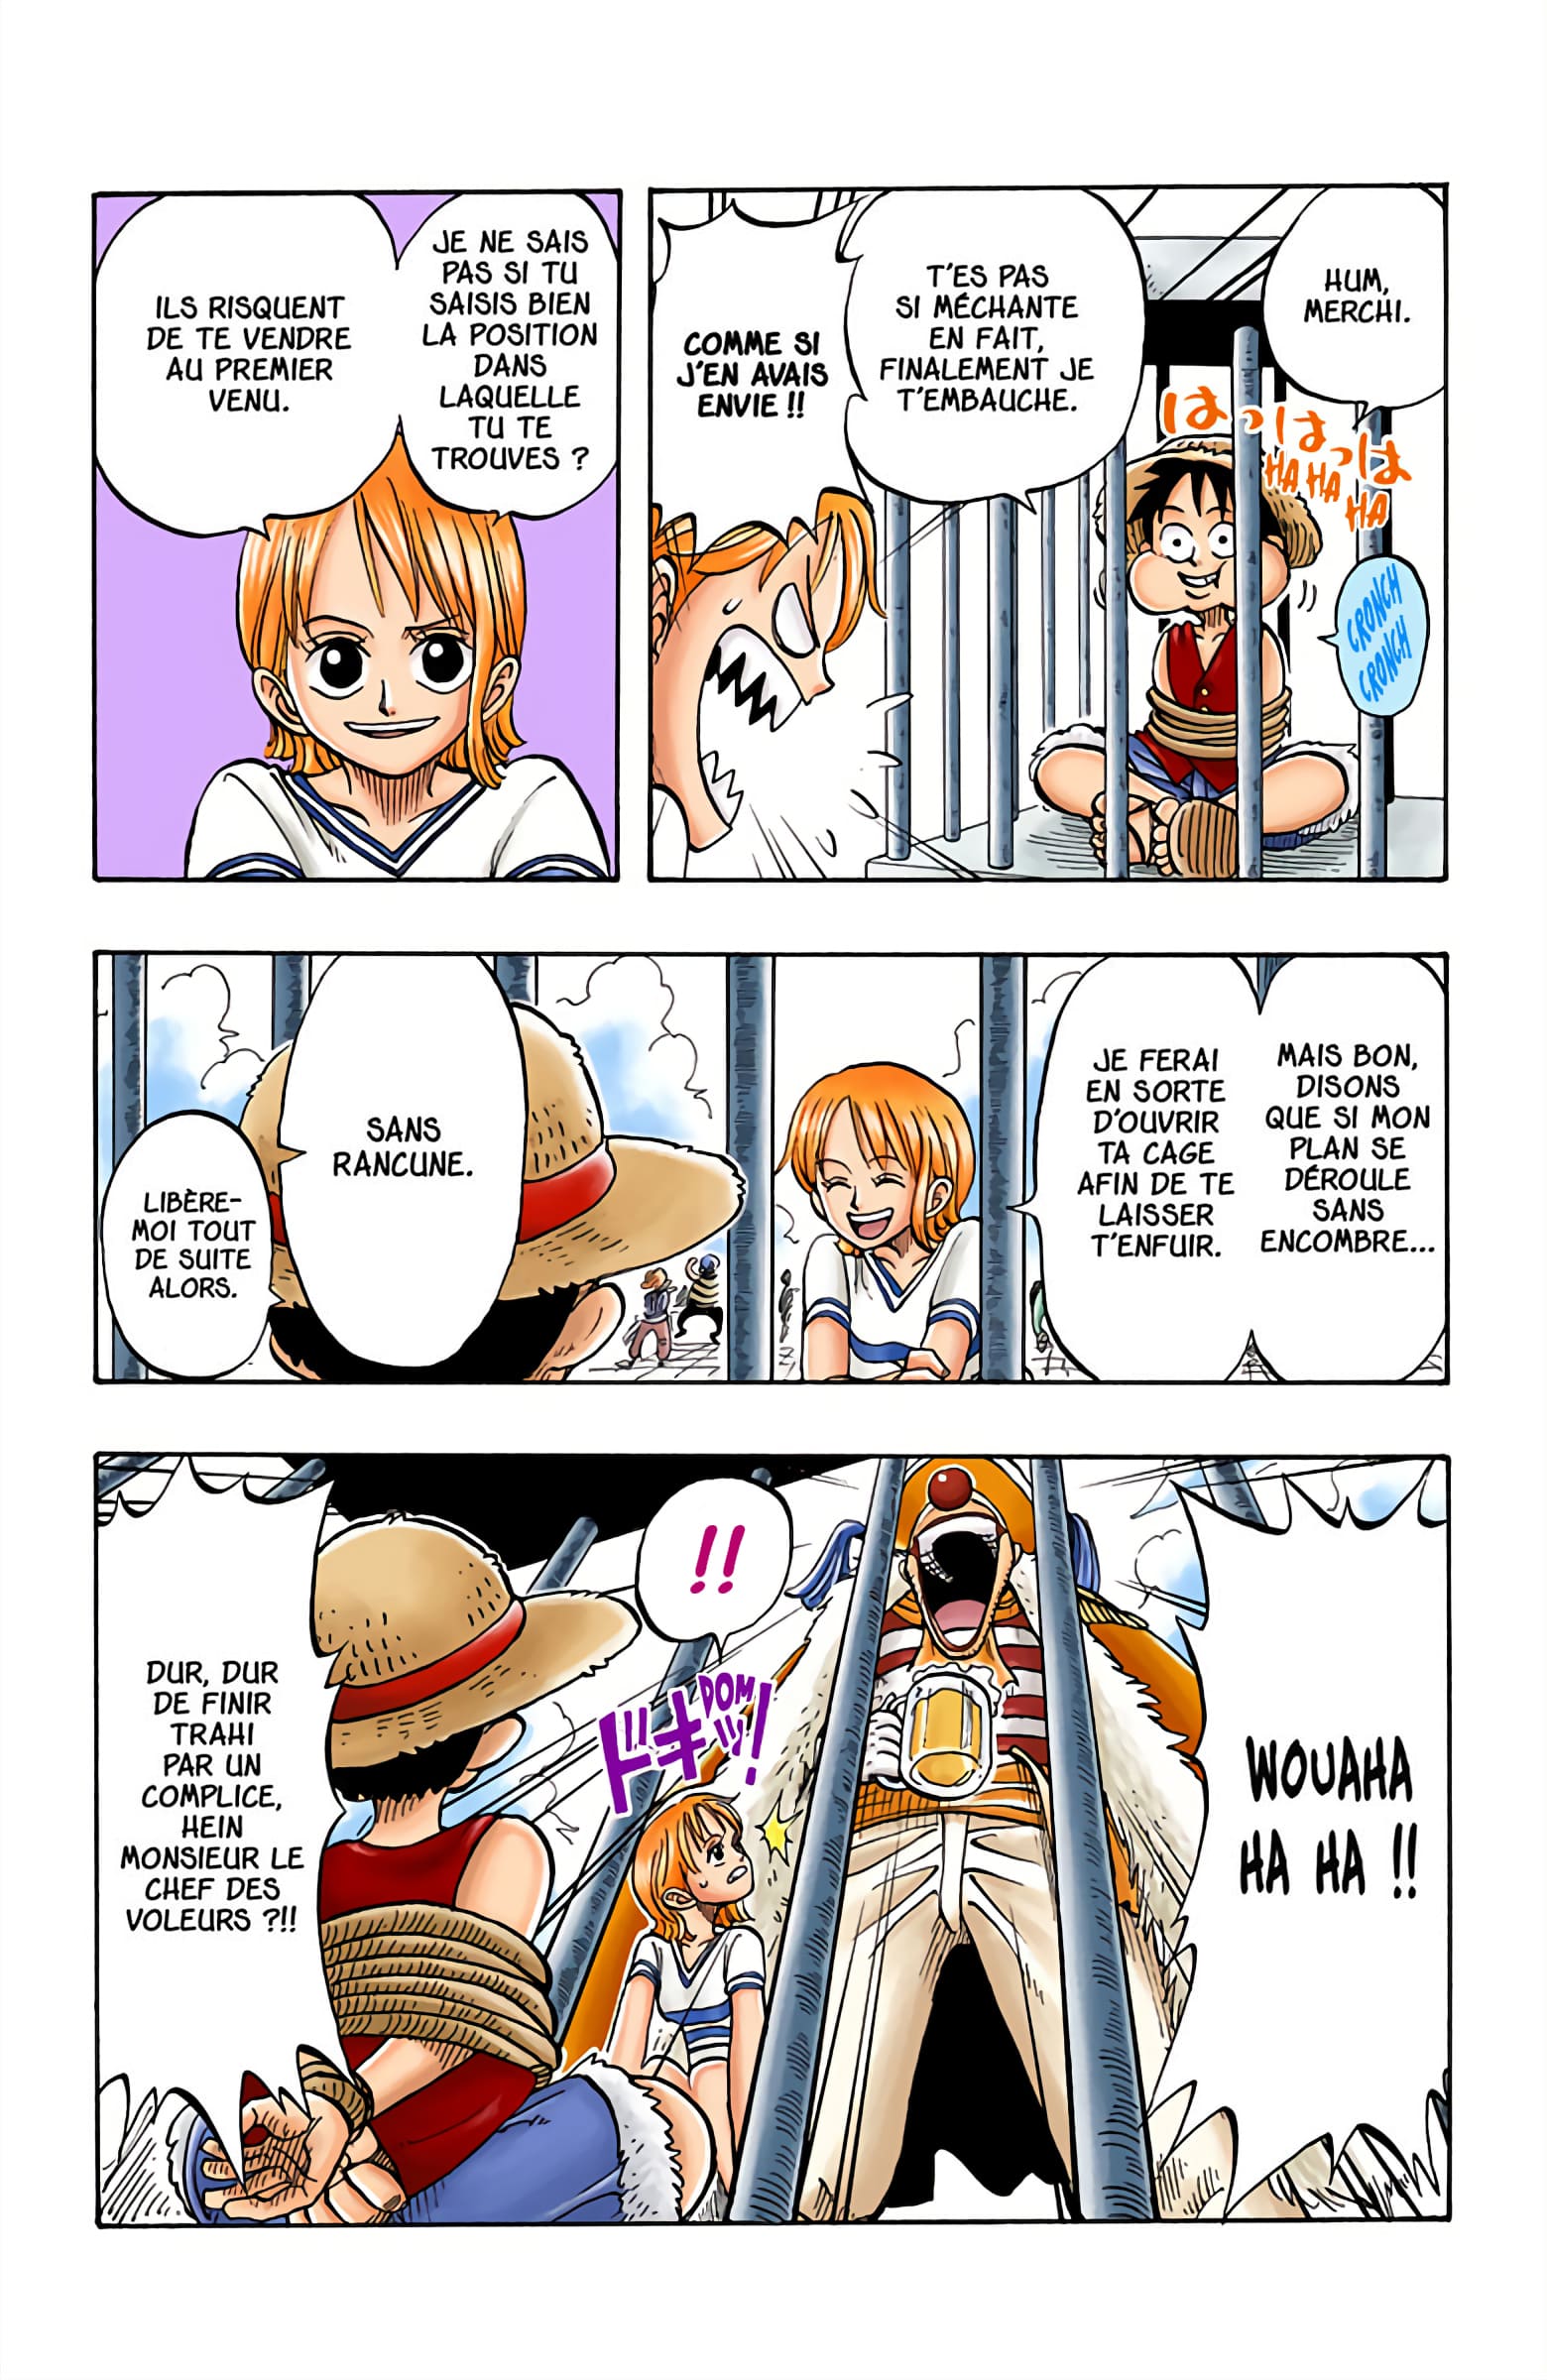 HUM,
MERCHI.
はっはっは
HA HA
HA
CRONCH
CRONCH
T'ES PAS
SI MÉCHANTE
EN FAIT,
FINALEMENT JE
T'EMBAUCHE.
COMME SI
J'EN AVAIS
ENVIE !!
JE NE SAIS
PAS SI TU
SAISIS BIEN
LA POSITION
DANS
LAQUELLE
TU TE
TROUVES ?
ILS RISQUENT
DE TE VENDRE
AU PREMIER
VENU.
MAIS BON,
DISONS
QUE SI MON
PLAN SE
DÉROULE
SANS
ENCOMBRE...
JE FERAI
EN SORTE
D'OUVRIR
TA CAGE
AFIN DE TE
LAISSER
T'ENFUIR.
SANS
RANCUNE.
LIBÈRE-
MOI TOUT
DE SUITE
ALORS.
WOUAHA
HA HA !!
!!
DOM
ドキッ!
DUR, DUR
DE FINIR
TRAHI
PAR UN
COMPLICE,
HEIN
MONSIEUR LE
CHEF DES
VOLEURS ?!!